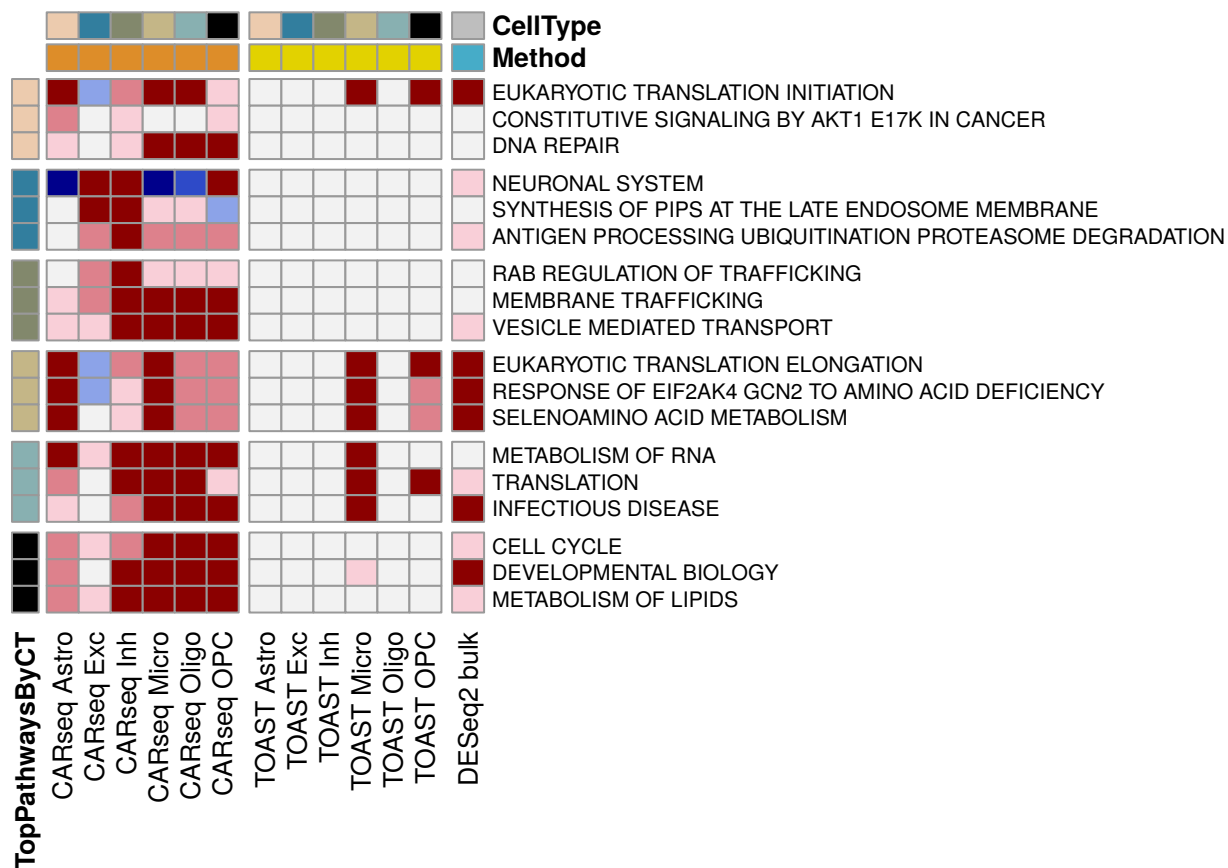 CellType
Method
EUKARYOTIC TRANSLATION INITIATION
CONSTITUTIVE SIGNALING BY AKT1 E17K IN CANCER
DNA REPAIR
NEURONAL SYSTEM
SYNTHESIS OF PIPS AT THE LATE ENDOSOME MEMBRANE
ANTIGEN PROCESSING UBIQUITINATION PROTEASOME DEGRADATION
RAB REGULATION OF TRAFFICKING
MEMBRANE TRAFFICKING
VESICLE MEDIATED TRANSPORT
EUKARYOTIC TRANSLATION ELONGATION
RESPONSE OF EIF2AK4 GCN2 TO AMINO ACID DEFICIENCY
SELENOAMINO ACID METABOLISM
METABOLISM OF RNA
TRANSLATION
INFECTIOUS DISEASE
CELL CYCLE
DEVELOPMENTAL BIOLOGY
METABOLISM OF LIPIDS
TopPathwaysByCT
CARseq Astro
CARseq Exc
CARseq Inh
CARseq Micro
CARseq Oligo
CARseq OPC
TOAST Astro
TOAST Exc
TOAST Inh
TOAST Micro
TOAST Oligo
TOAST OPC
DESeq2 bulk